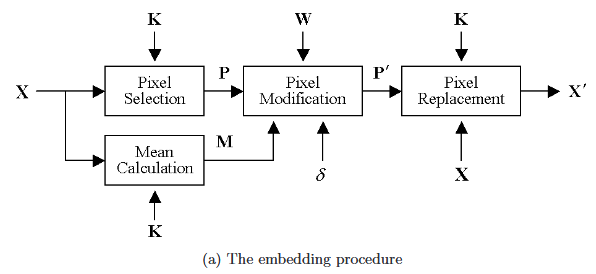 K W K
X Pixel Selection P Pixel Modification P′ Pixel Replacement X′
Mean Calculation M δ X
K
(a) The embedding procedure